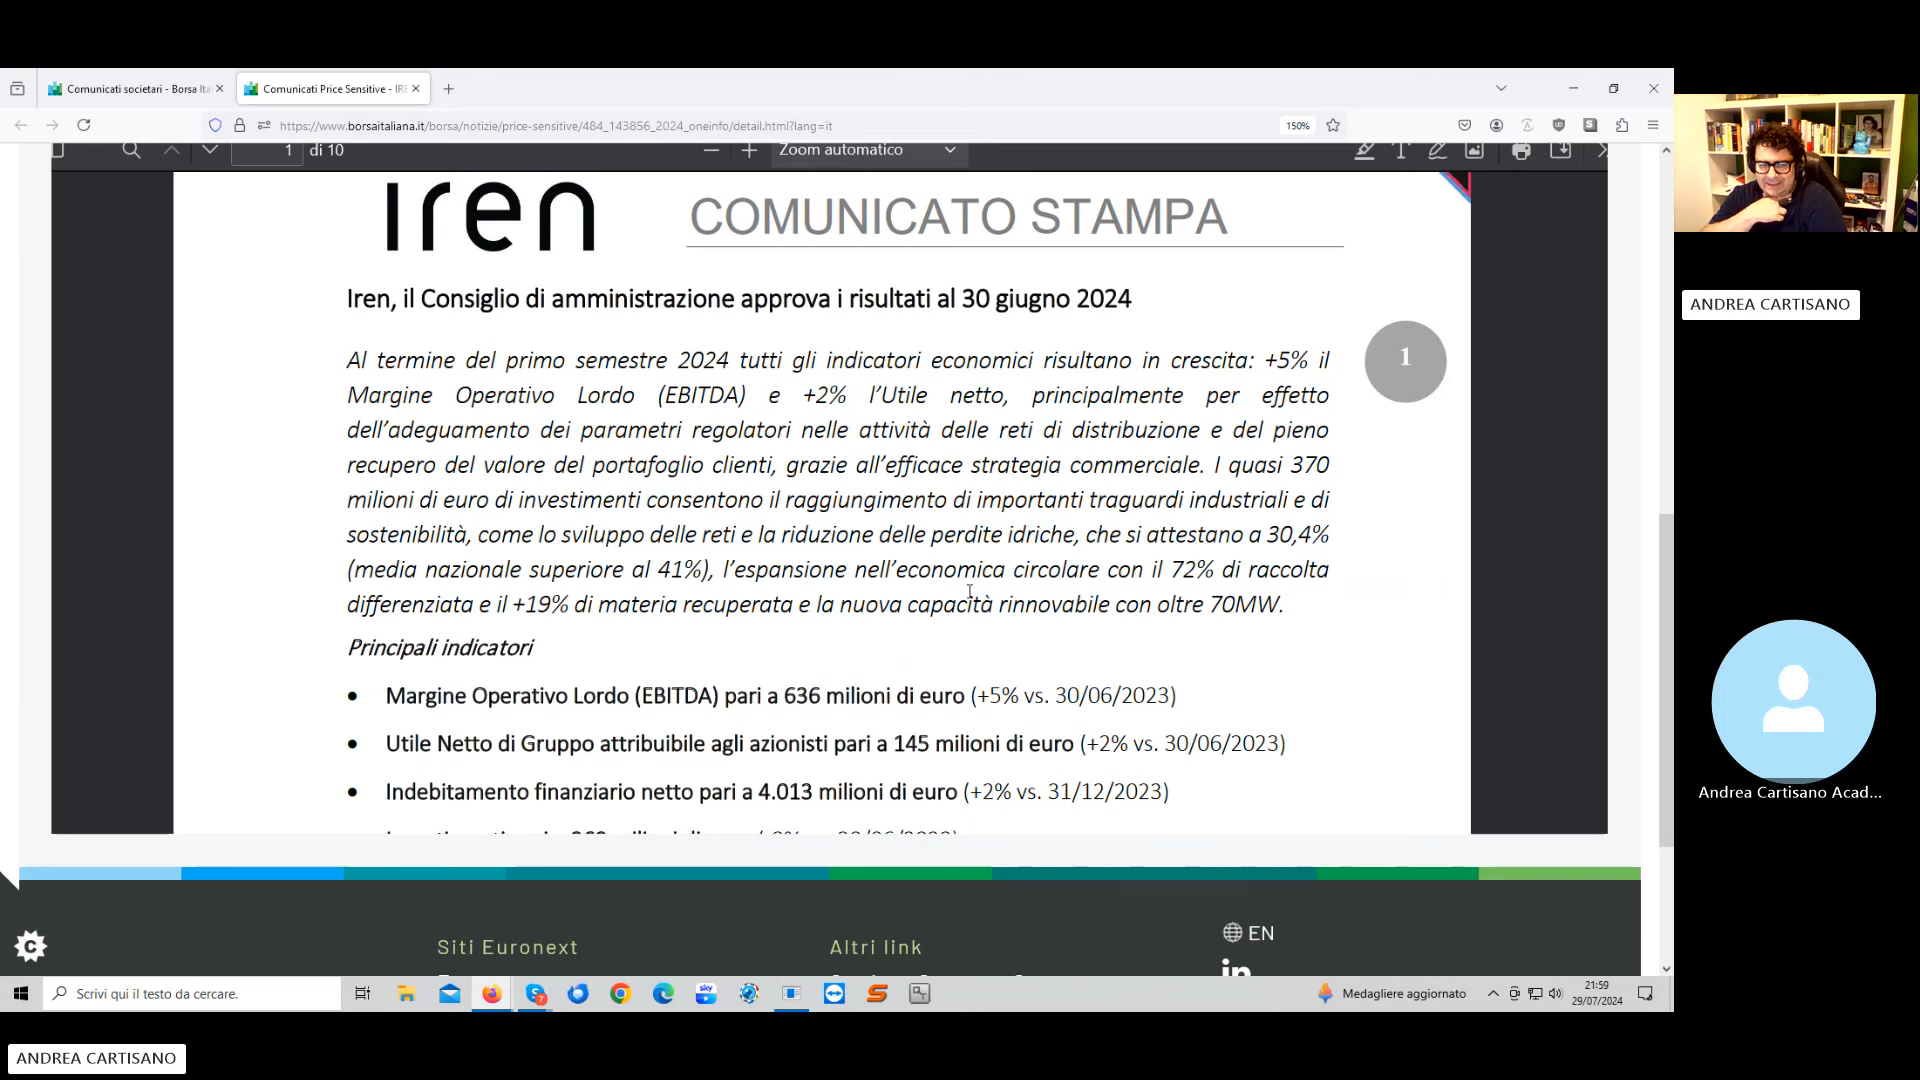 Comunicati societari - Borsa Ita
Comunicati Price Sensitive - IRE
https://www.borsaitaliana.it/borsa/notizie/price-sensitive/484_143856_2024_oneinfo/detail.html?lang=it
150%
1 di 10
Zoom automatico
Iren
COMUNICATO STAMPA
Iren, il Consiglio di amministrazione approva i risultati al 30 giugno 2024
1
Al termine del primo semestre 2024 tutti gli indicatori economici risultano in crescita: +5% il
Margine Operativo Lordo (EBITDA) e +2% l’Utile netto, principalmente per effetto
dell’adeguamento dei parametri regolatori nelle attività delle reti di distribuzione e del pieno
recupero del valore del portafoglio clienti, grazie all’efficace strategia commerciale. I quasi 370
milioni di euro di investimenti consentono il raggiungimento di importanti traguardi industriali e di
sostenibilità, come lo sviluppo delle reti e la riduzione delle perdite idriche, che si attestano a 30,4%
(media nazionale superiore al 41%), l’espansione nell’economica circolare con il 72% di raccolta
differenziata e il +19% di materia recuperata e la nuova capacità rinnovabile con oltre 70MW.
Principali indicatori
• Margine Operativo Lordo (EBITDA) pari a 636 milioni di euro (+5% vs. 30/06/2023)
• Utile Netto di Gruppo attribuibile agli azionisti pari a 145 milioni di euro (+2% vs. 30/06/2023)
• Indebitamento finanziario netto pari a 4.013 milioni di euro (+2% vs. 31/12/2023)
Siti Euronext
Altri link
EN
in
Scrivi qui il testo da cercare.
sky
Medagliere aggiornato
21:59
29/07/2024
ANDREA CARTISANO
Andrea Cartisano Acad...
ANDREA CARTISANO